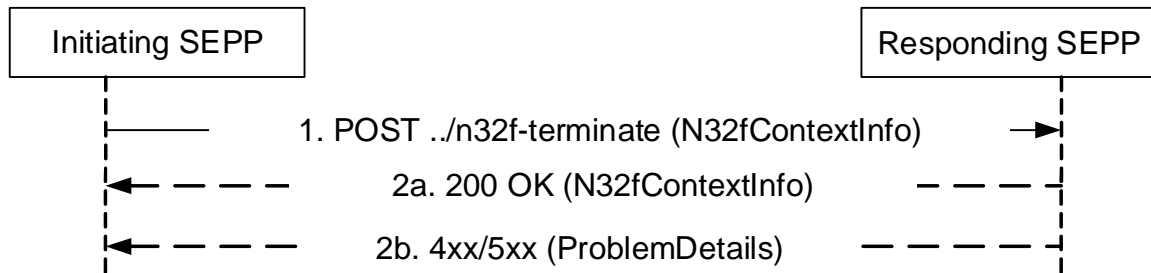 Initiating SEPP
Responding SEPP
1. POST ../n32f-terminate (N32fContextInfo)
2a. 200 OK (N32fContextInfo)
2b. 4xx/5xx (ProblemDetails)